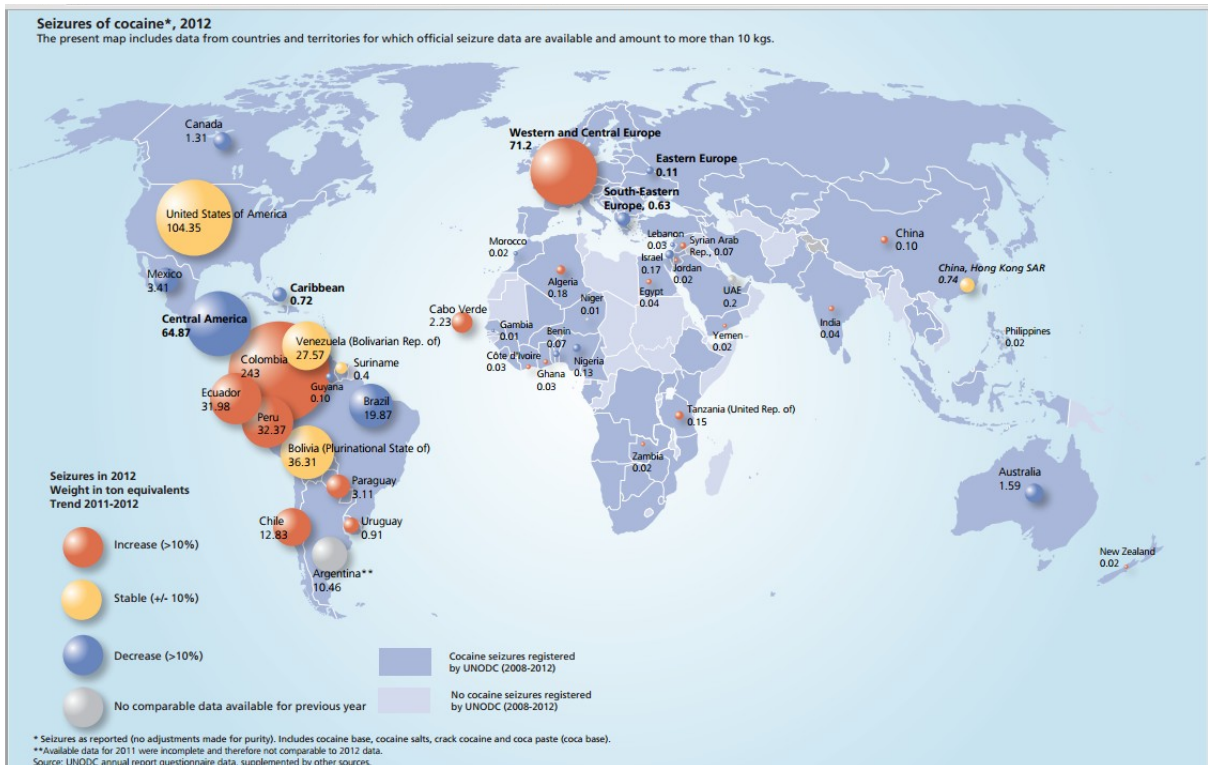 Seizures of cocaine*, 2012
The present map includes data from countries and territories for which official seizure data are available and amount to more than 10 kgs.
Canada
1.31
United States of America
104.35
Mexico
3.41
Caribbean
0.72
Central America
64.87
Venezuela (Bolivarian Rep. of)
27.57
Colombia
243
Suriname
0.4
Guyana
0.10
Ecuador
31.98
Brazil
19.87
Peru
32.37
Bolivia (Plurinational State of)
36.31
Paraguay
3.11
Chile
12.83
Uruguay
0.91
Argentina**
10.46
Western and Central Europe
71.2
Eastern Europe
0.11
South-Eastern
Europe, 0.63
Morocco
0.02
Lebanon
0.03
Syrian Arab
Rep., 0.07
Israel
0.17
Jordan
0.02
Algeria
0.18
Egypt
0.04
UAE
0.2
Niger
0.01
Cabo Verde
2.23
Gambia
0.01
Benin
0.07
Yemen
0.02
Côte d'Ivoire
0.03
Ghana
0.03
Nigeria
0.13
Tanzania (United Rep. of)
0.15
Zambia
0.02
China
0.10
China, Hong Kong SAR
0.74
India
0.04
Philippines
0.02
Australia
1.59
New Zealand
0.02
Seizures in 2012
Weight in ton equivalents
Trend 2011-2012
Increase (>10%)
Stable (+/- 10%)
Decrease (>10%)
No comparable data available for previous year
Cocaine seizures registered
by UNODC (2008-2012)
No cocaine seizures registered
by UNODC (2008-2012)
* Seizures as reported (no adjustments made for purity). Includes cocaine base, cocaine salts, crack cocaine and coca paste (coca base).
**Available data for 2011 were incomplete and therefore not comparable to 2012 data.
Source: UNODC annual report questionnaire data, supplemented by other sources.